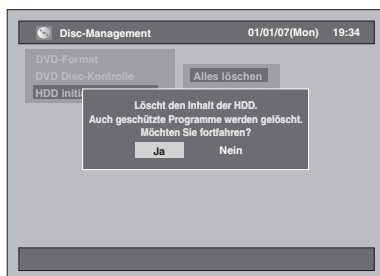 Disc-Management 01/01/07(Mon) 19:34
DVD-Format
DVD Disc-Kontrolle
Alles löschen
HDD
Löscht den Inhalt der HDD.
Auch geschützte Programme werden gelöscht.
Möchten Sie fortfahren?
Ja Nein